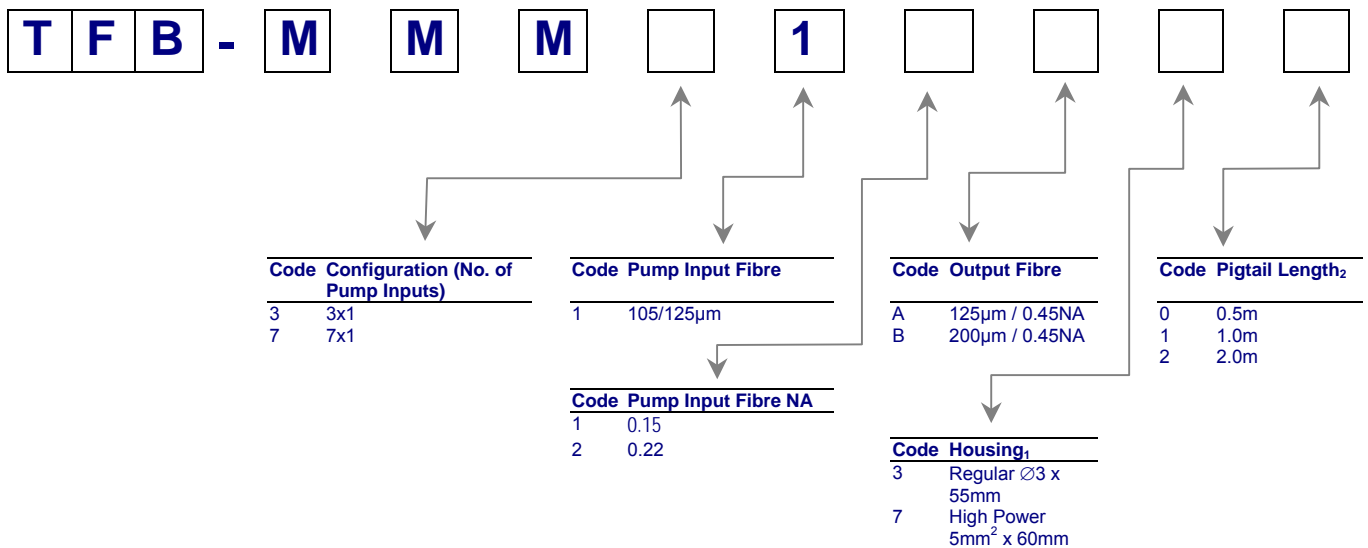 T F B - M M M 1
Code Configuration (No. of
Pump Inputs)
3 3x1
7 7x1
Code Pump Input Fibre
1 105/125µm
Code Pump Input Fibre NA
1 0.15
2 0.22
Code Output Fibre
A 125µm / 0.45NA
B 200µm / 0.45NA
Code Housing₁
3 Regular ∅3 x
55mm
7 High Power
5mm² x 60mm
Code Pigtail Length₂
0 0.5m
1 1.0m
2 2.0m